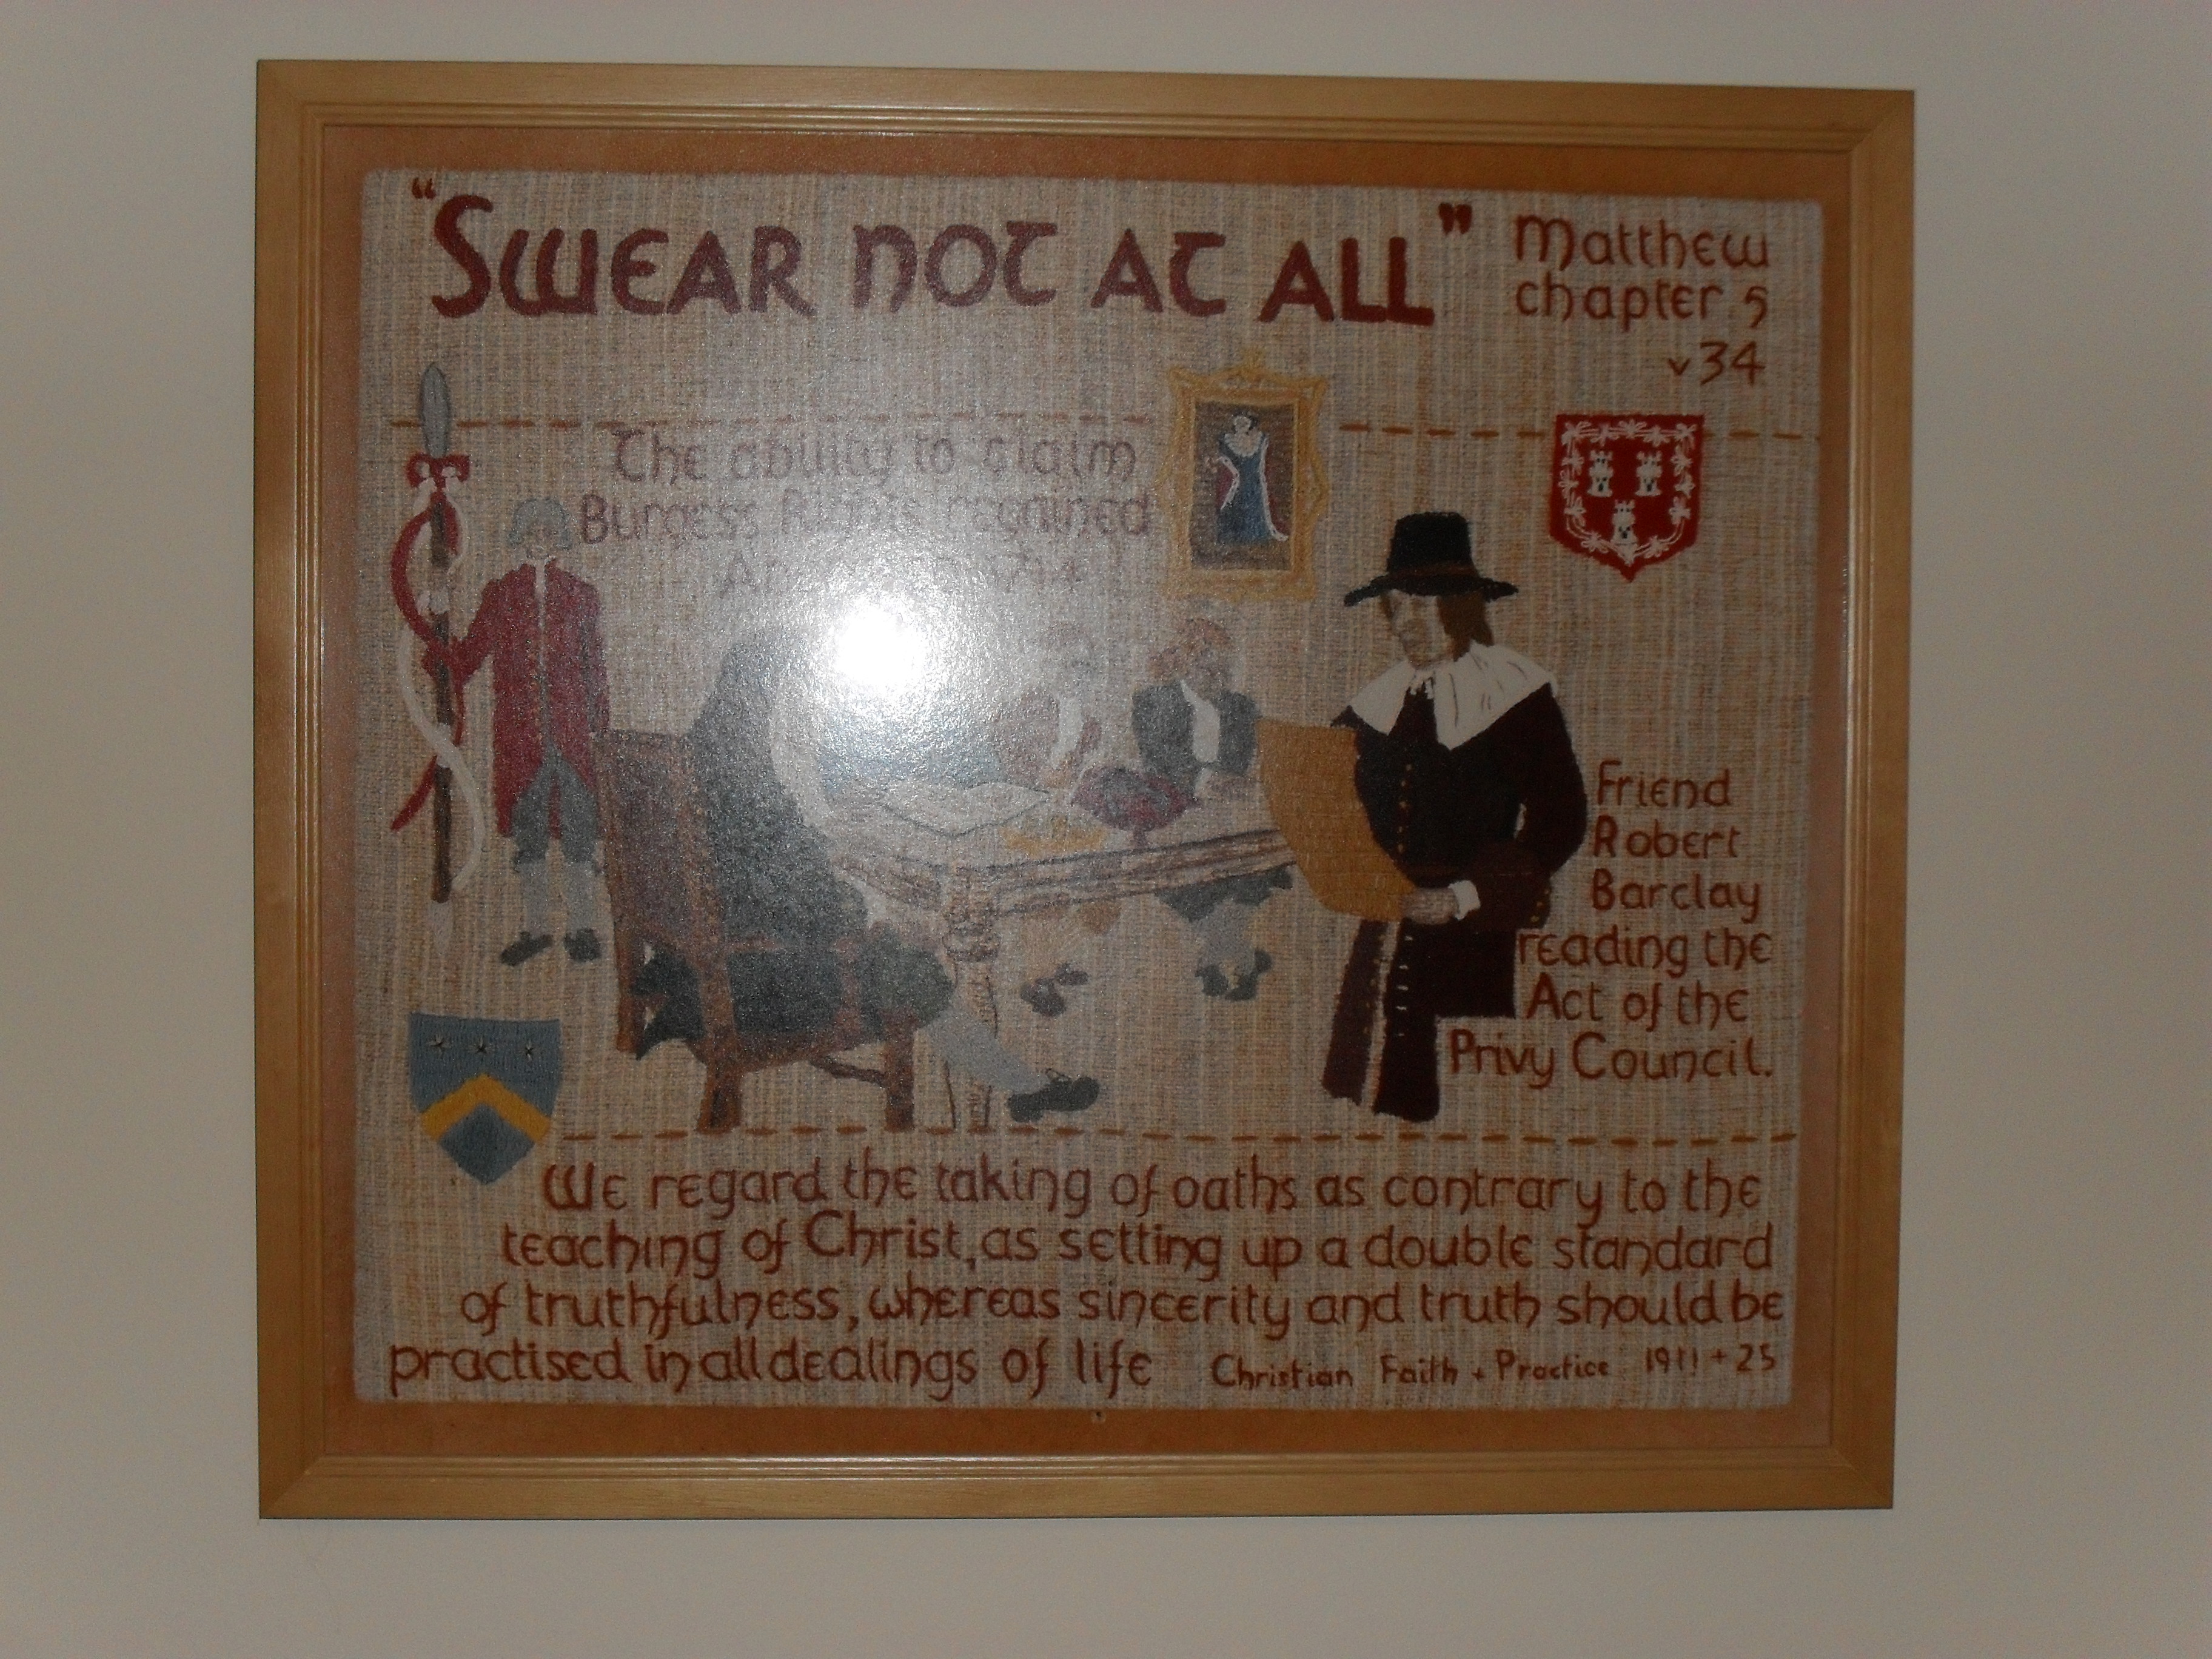 "SWEAR NOT AT ALL"
Matthew
chapter 5
v34
The ability to claim
Burgess Rights regained
1714
Friend
Robert
Barclay
reading the
Act of the
Privy Council.
We regard the taking of oaths as contrary to the
teaching of Christ, as setting up a double standard
of truthfulness, whereas sincerity and truth should be
practised in all dealings of life
Christian Faith + Practice 1911 + 25